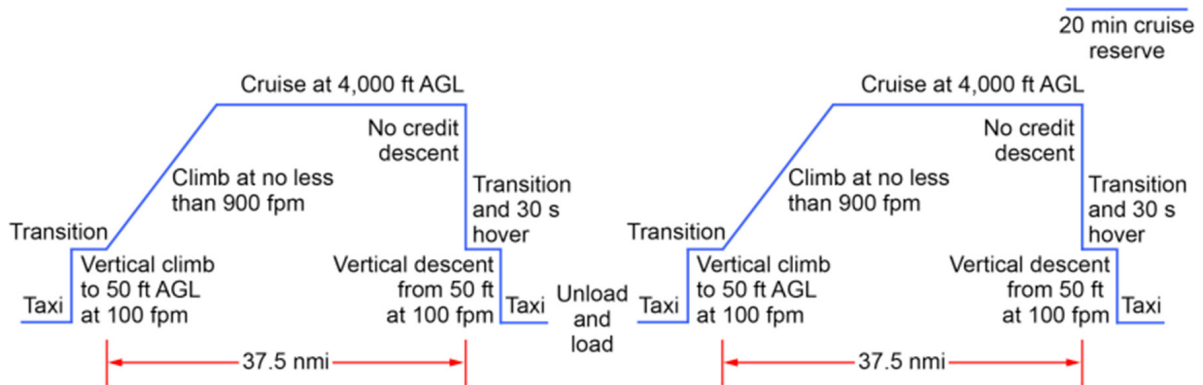 20 min cruise
reserve
Cruise at 4,000 ft AGL
No credit
descent
Climb at no less
than 900 fpm
Transition
and 30 s
hover
Transition
Vertical climb
to 50 ft AGL
at 100 fpm
Vertical descent
from 50 ft
at 100 fpm
Taxi
Taxi
37.5 nmi
Unload
and
load
Cruise at 4,000 ft AGL
No credit
descent
Climb at no less
than 900 fpm
Transition
and 30 s
hover
Transition
Vertical climb
to 50 ft AGL
at 100 fpm
Vertical descent
from 50 ft
at 100 fpm
Taxi
Taxi
37.5 nmi